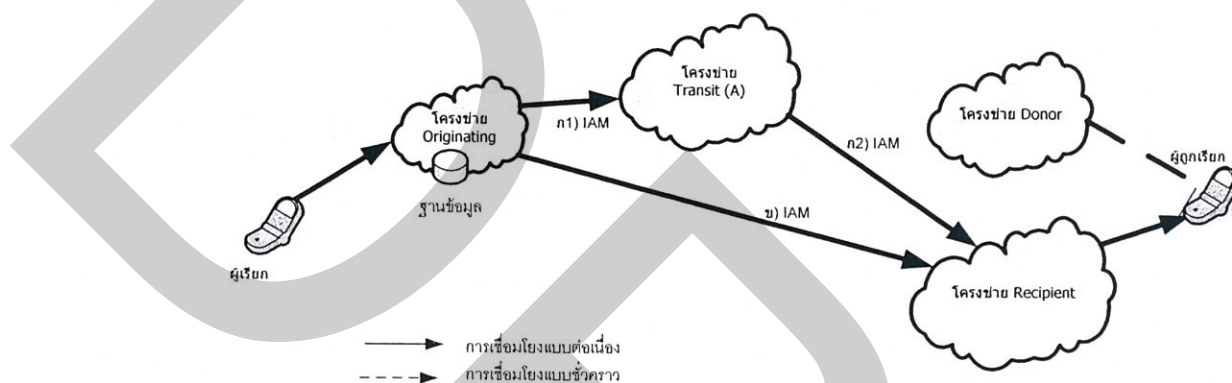 โครงข่าย
Transit (A)
โครงข่าย
Originating
ก1) IAM
โครงข่าย Donor
ก2) IAM
ผู้ถูกเรียก
ฐานข้อมูล
ข) IAM
ผู้เรียก
โครงข่าย Recipient
การเชื่อมโยงแบบต่อเนื่อง
การเชื่อมโยงแบบชั่วคราว